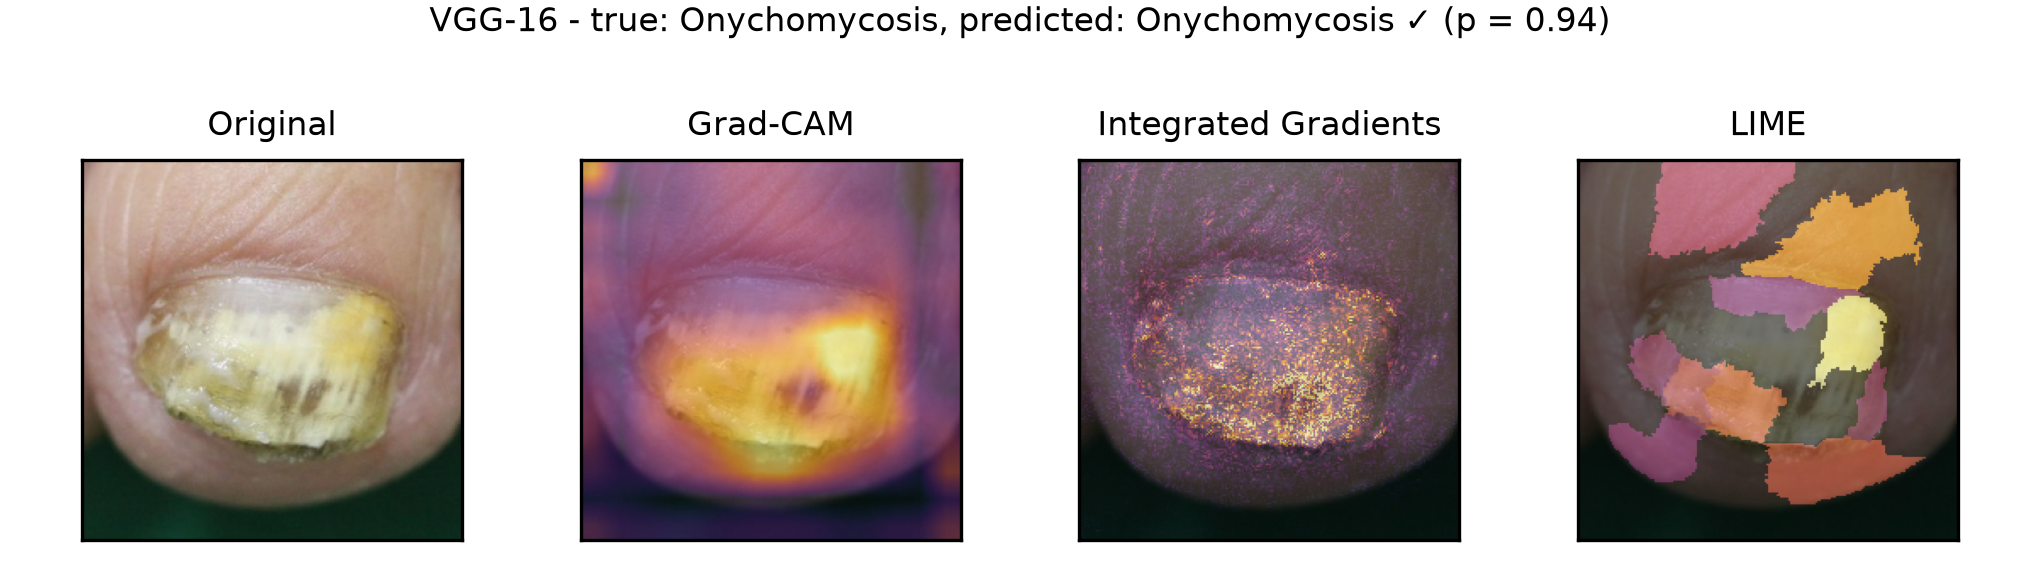 VGG-16 - true: Onychomycosis, predicted: Onychomycosis ✓ (p = 0.94)
Original
Grad-CAM
Integrated Gradients
LIME